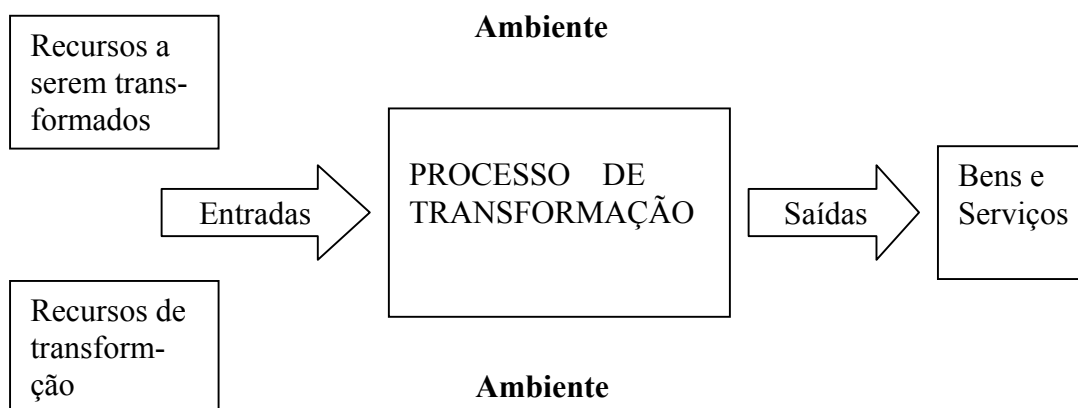 Ambiente
Recursos a
serem trans-
formados
PROCESSO DE
TRANSFORMAÇÃO
Entradas
Saídas
Bens e
Serviços
Recursos de
transform-
ção
Ambiente